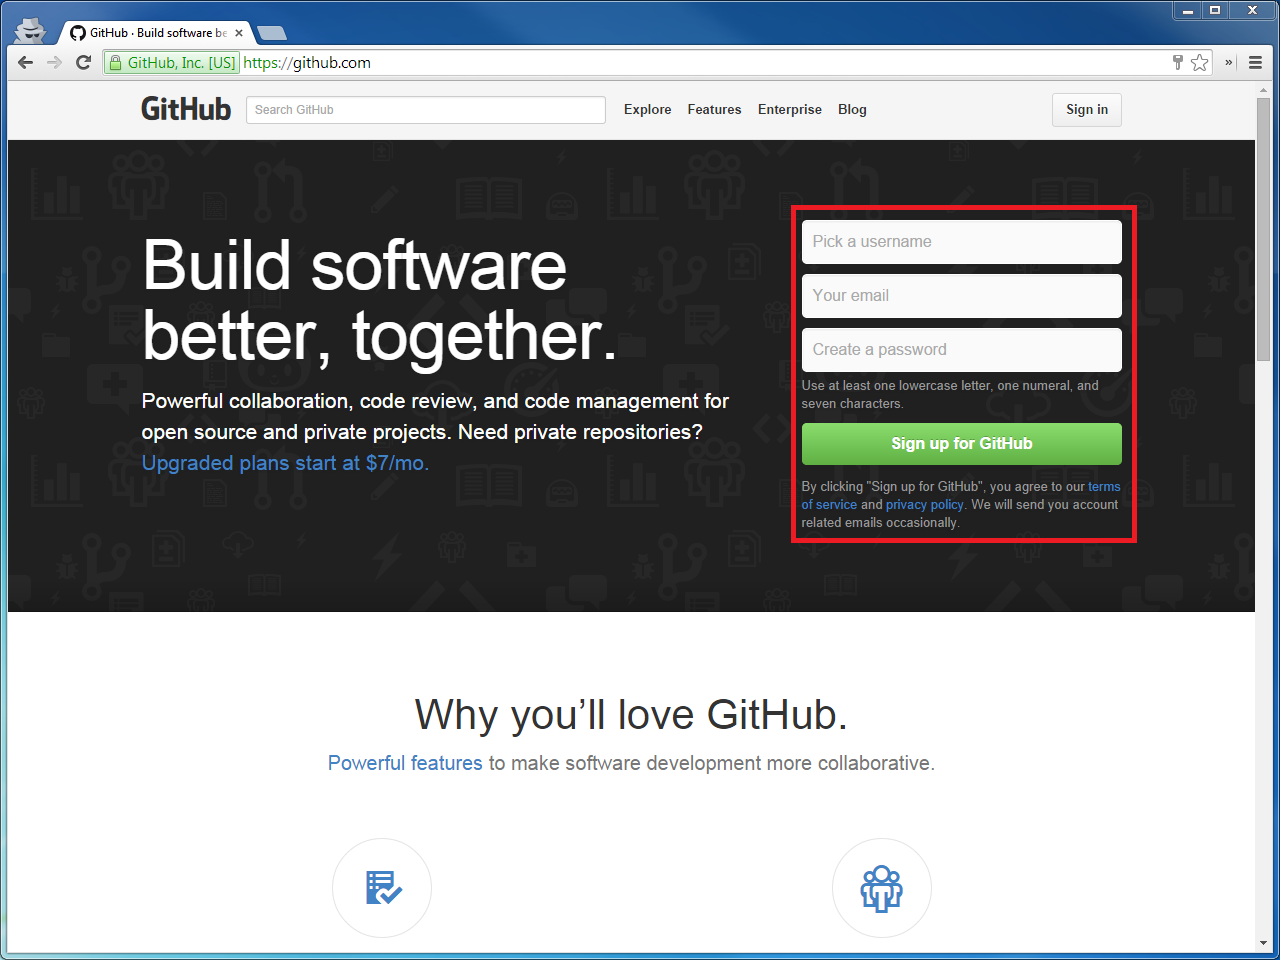 GitHub · Build software be
GitHub, Inc. [US] https://github.com
GitHub Search GitHub Explore Features Enterprise Blog Sign in
Build software
better, together.
Powerful collaboration, code review, and code management for
open source and private projects. Need private repositories?
Upgraded plans start at $7/mo.
Pick a username
Your email
Create a password
Use at least one lowercase letter, one numeral, and
seven characters.
Sign up for GitHub
By clicking "Sign up for GitHub", you agree to our terms
of service and privacy policy. We will send you account
related emails occasionally.
Why you’ll love GitHub.
Powerful features to make software development more collaborative.